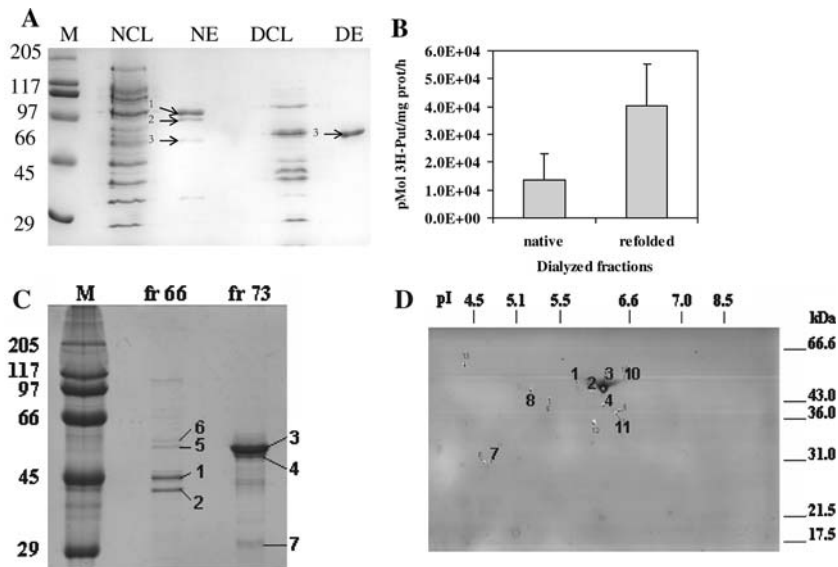 A
M NCL NE DCL DE
205
117
97
66
45
29
1
2
3
3
B
pMol 3H-Put/mg prot/h
6.0E+04
5.0E+04
4.0E+04
3.0E+04
2.0E+04
1.0E+04
0.0E+00
native refolded
Dialyzed fractions
C
M fr 66 fr 73
205
117
97
66
45
29
6
5
1
2
3
4
7
D
pI 4.5 5.1 5.5 6.6 7.0 8.5
kDa
66.6
43.0
36.0
31.0
21.5
17.5
1 2 3 10
8 4
11
7